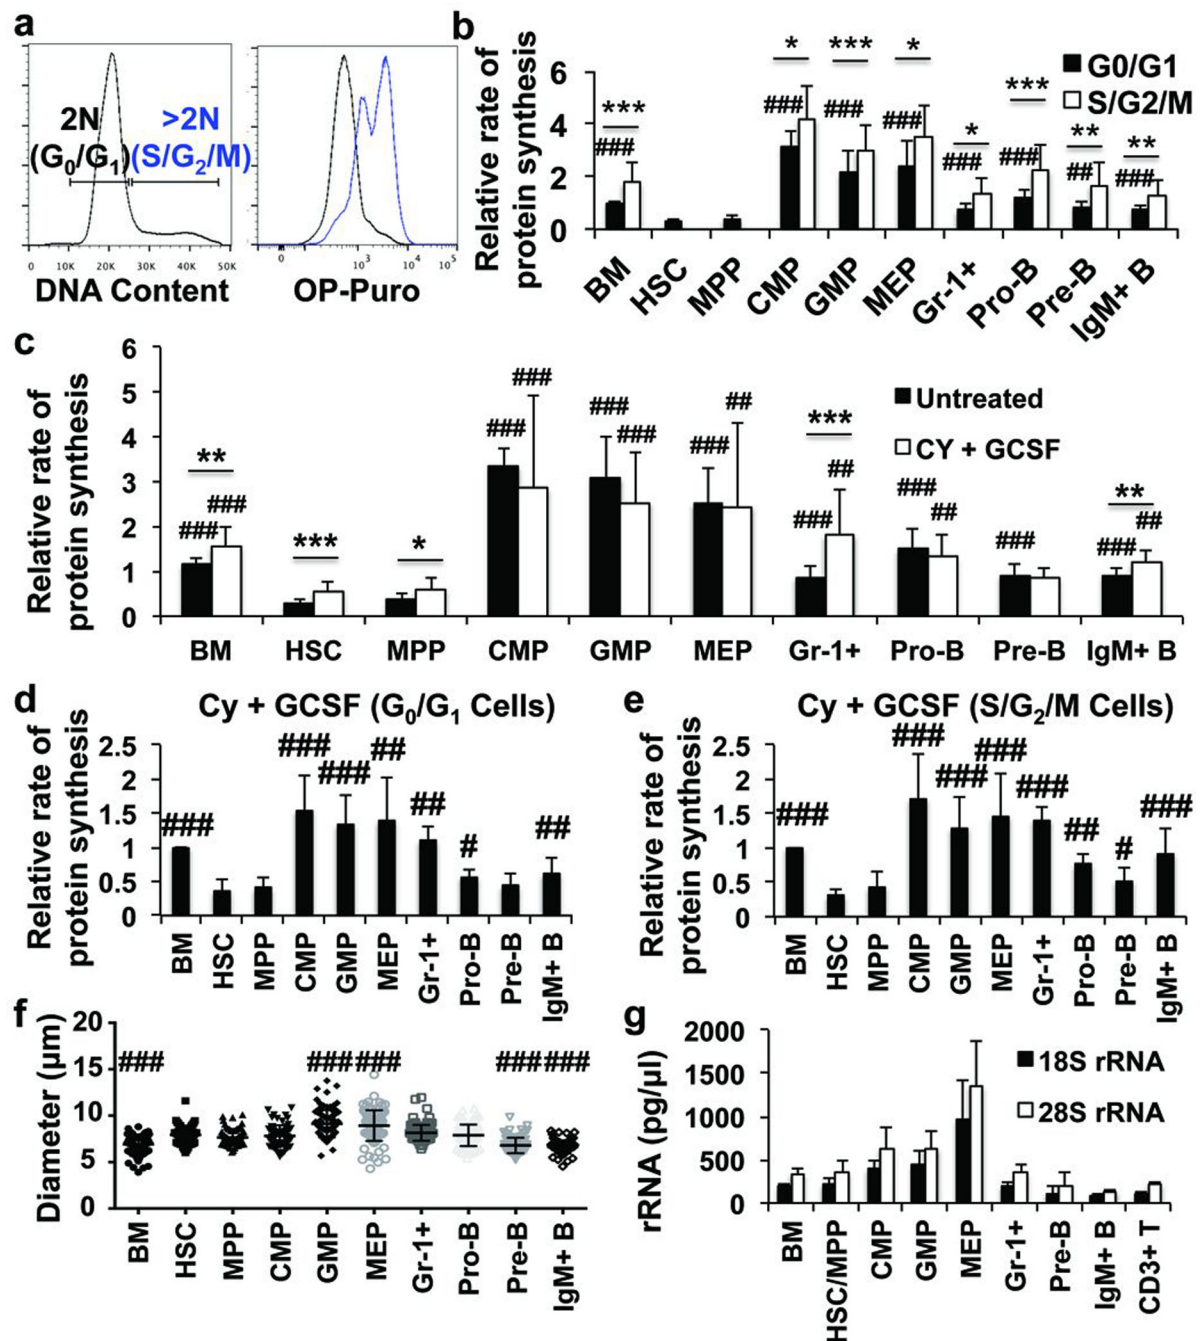 a
2N
(G0/G1)
>2N
(S/G2/M)
0 10K 20K 30K 40K 50K
DNA Content
0 10³ 10⁴ 10⁵
OP-Puro
b
Relative rate of
protein synthesis
6
4
2
0
G0/G1
S/G2/M
* *** *
***
***
* ** **
### ### ###
###
### ### ## ###
BM HSC MPP CMP GMP MEP Gr-1+ Pro-B Pre-B IgM+ B
c
Relative rate of
protein synthesis
6
5
4
3
2
1
0
Untreated
CY + GCSF
** *** * *** **
### ### ### ### ### ### ### ## ### ## ### ## ### ### ##
BM HSC MPP CMP GMP MEP Gr-1+ Pro-B Pre-B IgM+ B
d
Cy + GCSF (G0/G1 Cells)
Relative rate of
protein synthesis
2.5
2
1.5
1
0.5
0
### ### ### ## ## # ##
BM HSC MPP CMP GMP MEP Gr-1+ Pro-B Pre-B IgM+ B
e
Cy + GCSF (S/G2/M Cells)
Relative rate of
protein synthesis
2.5
2
1.5
1
0.5
0
### ### ### ### ### ## # ###
BM HSC MPP CMP GMP MEP Gr-1+ Pro-B Pre-B IgM+ B
f
Diameter (µm)
20
15
10
5
0
### ### ### ### ###
BM HSC MPP CMP GMP MEP Gr-1+ Pro-B Pre-B IgM+ B
g
rRNA (pg/µl)
2000
1500
1000
500
0
18S rRNA
28S rRNA
BM HSC/MPP CMP GMP MEP Gr-1+ Pre-B IgM+ B CD3+ T